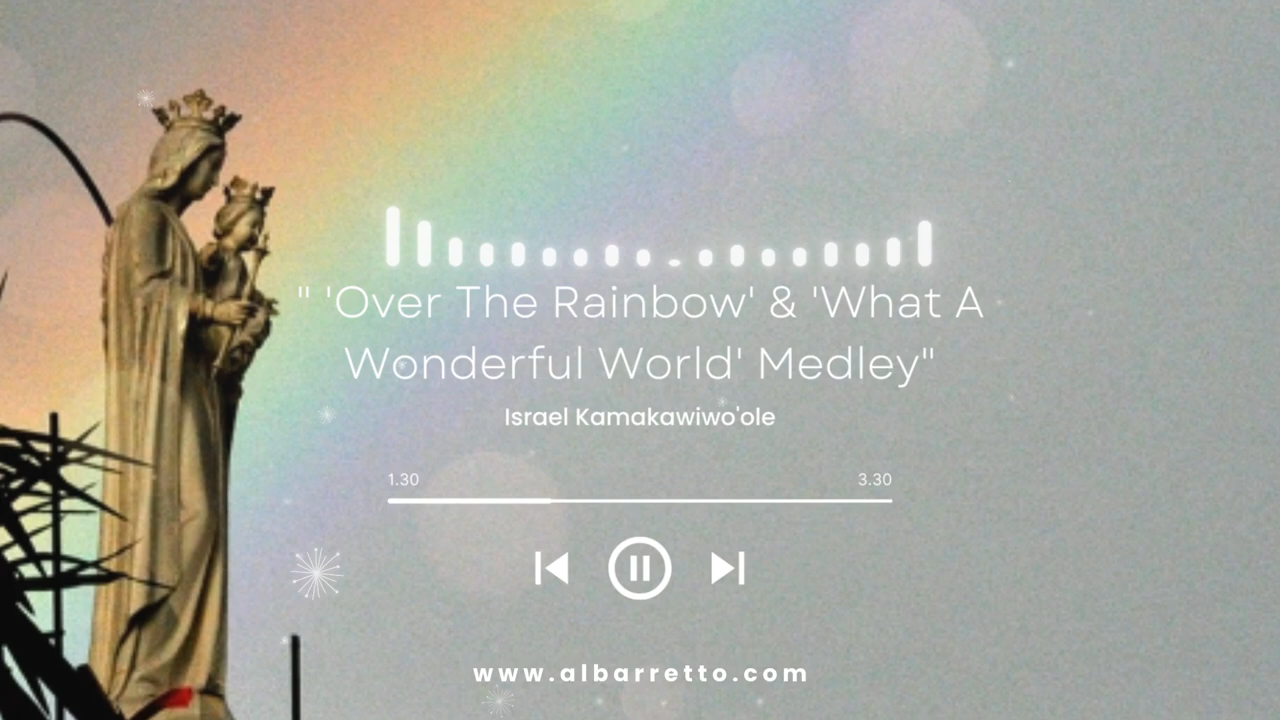 " 'Over The Rainbow' & 'What A
Wonderful World' Medley"
Israel Kamakawiwo'ole
1.30
3.30
www.albarretto.com